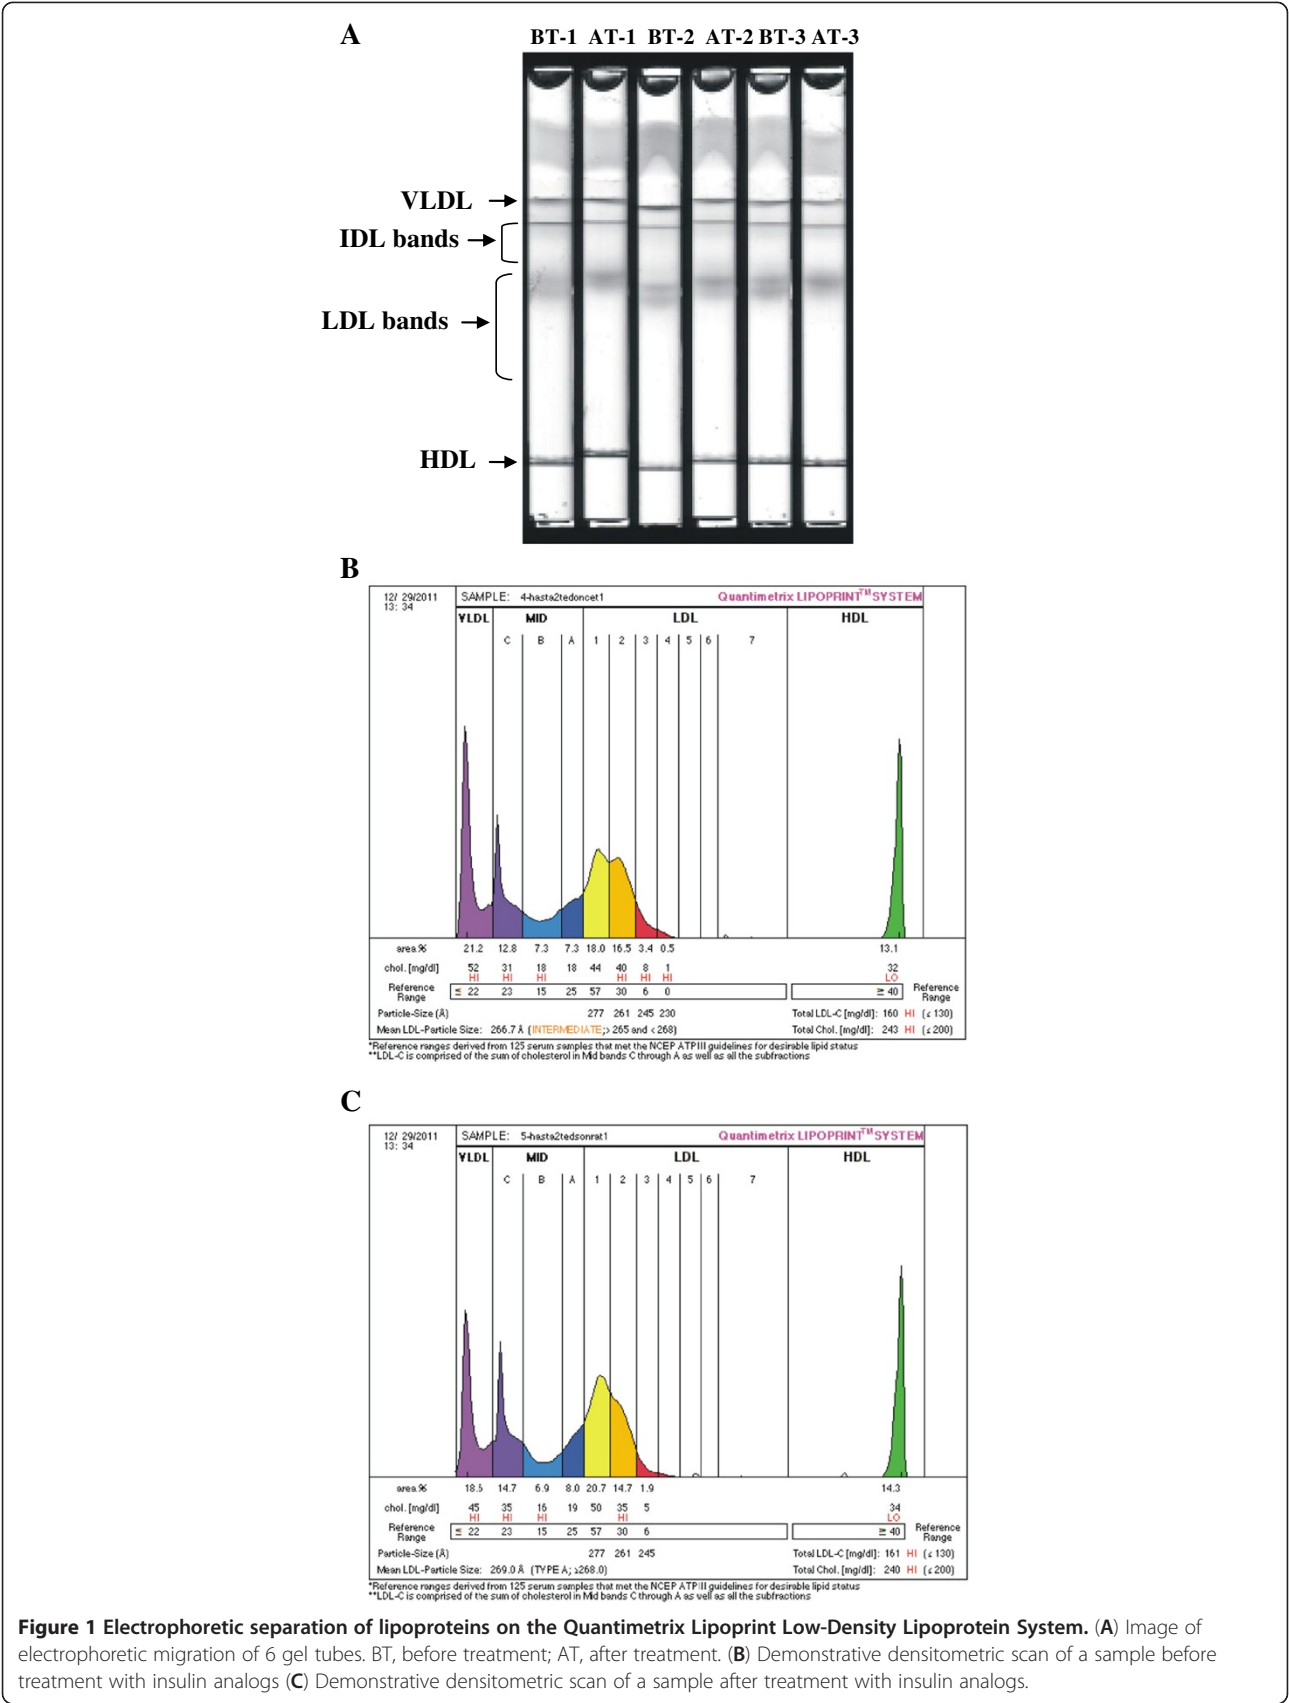 A
BT-1 AT-1 BT-2 AT-2 BT-3 AT-3
VLDL
IDL bands
LDL bands
HDL
B
12/ 29/2011
13: 34
SAMPLE: 4-hasta2tedoncet1
Quantimetrix LIPOPRINT™SYSTEM
VLDL MID LDL HDL
C B A 1 2 3 4 5 6 7
area.% 21.2 12.8 7.3 7.3 18.0 16.5 3.4 0.5 13.1
chol. [mg/dl] 52 31 18 18 44 40 8 1 32
HI HI HI HI HI HI LO
Reference Range ≤ 22 23 15 25 57 30 6 0 ≥ 40 Reference Range
Particle-Size (Å) 277 261 245 230 Total LDL-C [mg/dl]: 160 HI (≤130)
Mean LDL-Particle Size: 266.7 Å (INTERMEDIATE;> 265 and < 268) Total Chol. [mg/dl]: 243 HI (≤200)
*Reference ranges derived from 125 serum samples that met the NCEP ATPIII guidelines for desirable lipid status
**LDL-C is comprised of the sum of cholesterol in Mid bands C through A as well as all the subfractions
C
12/ 29/2011
13: 34
SAMPLE: 5-hasta2tedsonrat1
Quantimetrix LIPOPRINT™SYSTEM
VLDL MID LDL HDL
C B A 1 2 3 4 5 6 7
area.% 18.5 14.7 6.9 8.0 20.7 14.7 1.9 14.3
chol. [mg/dl] 45 35 16 19 50 35 5 34
HI HI HI HI LO
Reference Range ≤ 22 23 15 25 57 30 6 ≥ 40 Reference Range
Particle-Size (Å) 277 261 245 Total LDL-C [mg/dl]: 161 HI (≤130)
Mean LDL-Particle Size: 269.0 Å (TYPE A; ≥268.0) Total Chol. [mg/dl]: 240 HI (≤200)
*Reference ranges derived from 125 serum samples that met the NCEP ATPIII guidelines for desirable lipid status
**LDL-C is comprised of the sum of cholesterol in Mid bands C through A as well as all the subfractions
Figure 1 Electrophoretic separation of lipoproteins on the Quantimetrix Lipoprint Low-Density Lipoprotein System. (A) Image of
electrophoretic migration of 6 gel tubes. BT, before treatment; AT, after treatment. (B) Demonstrative densitometric scan of a sample before
treatment with insulin analogs (C) Demonstrative densitometric scan of a sample after treatment with insulin analogs.